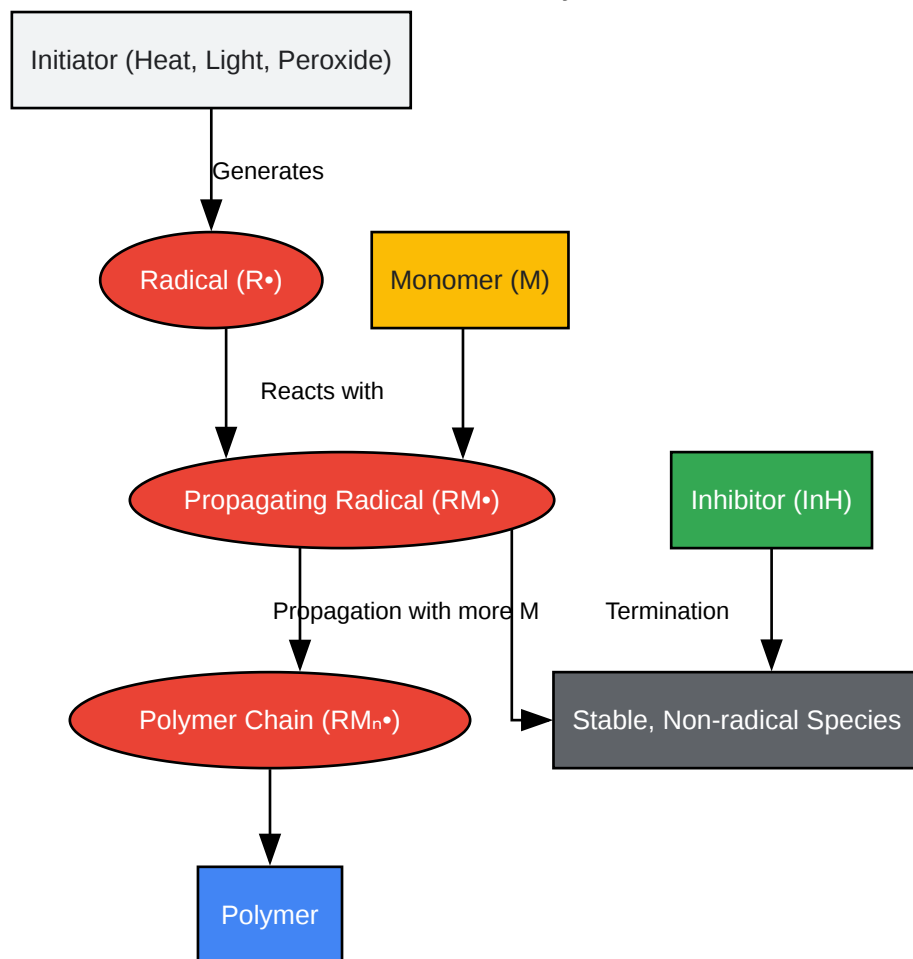 Initiator (Heat, Light, Peroxide)
Generates
Radical (R•)
Monomer (M)
Reacts with
Propagating Radical (RM•)
Inhibitor (InH)
Propagation with more M
Termination
Polymer Chain (RMₙ•)
Stable, Non-radical Species
Polymer